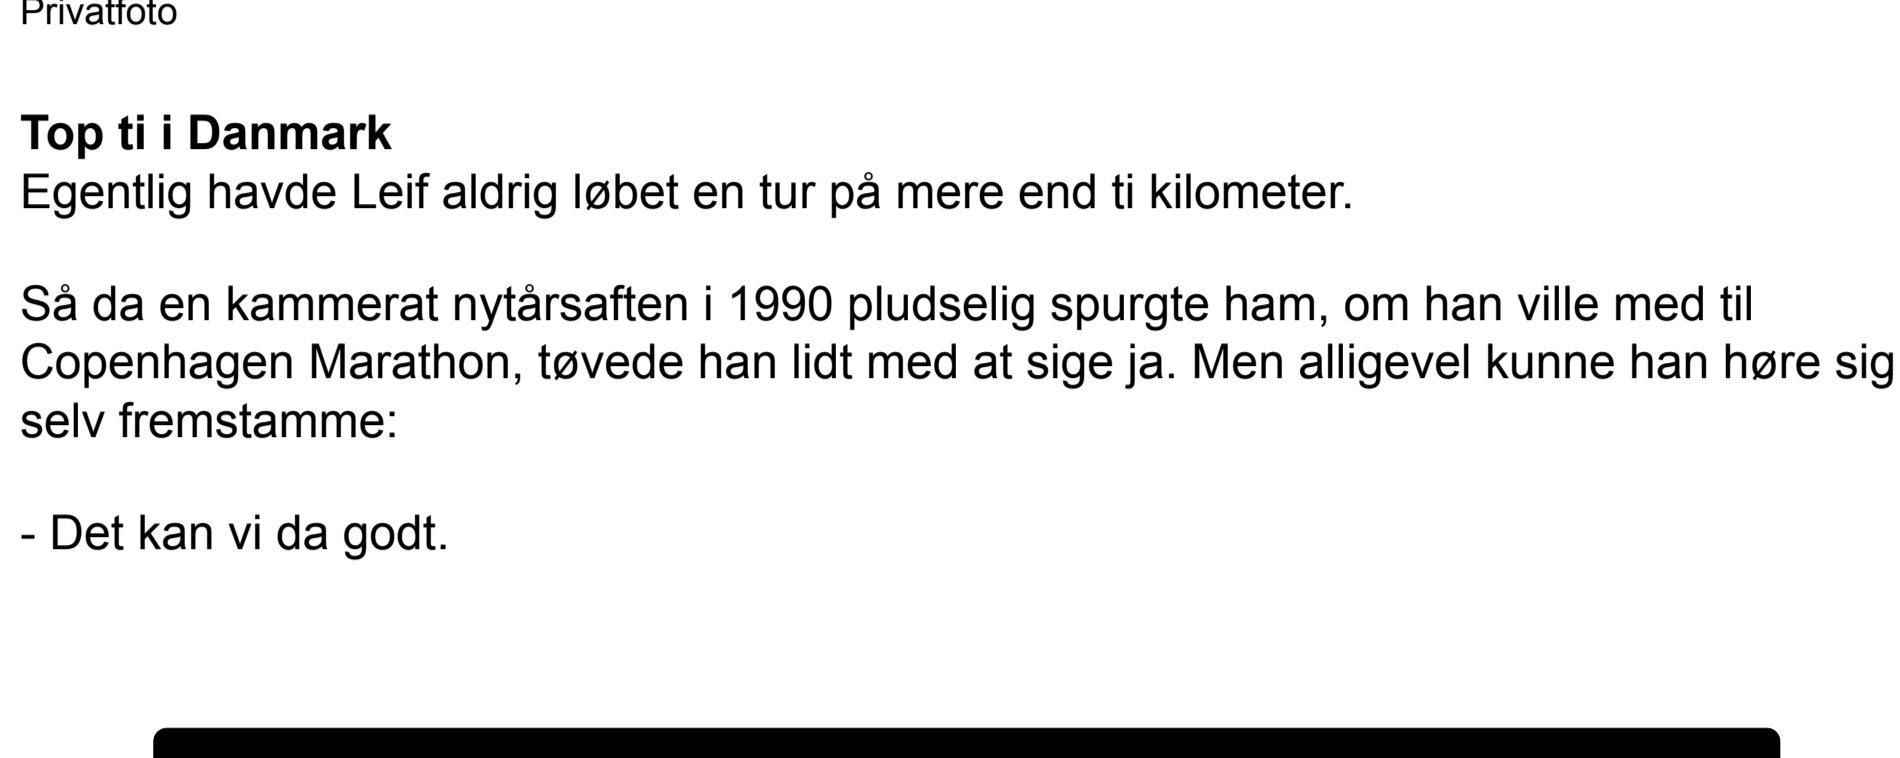 Privatfoto
Top ti i Danmark
Egentlig havde Leif aldrig løbet en tur på mere end ti kilometer.
Så da en kammerat nytårsaften i 1990 pludselig spurgte ham, om han ville med til
Copenhagen Marathon, tøvede han lidt med at sige ja. Men alligevel kunne han høre sig
selv fremstamme:
- Det kan vi da godt.